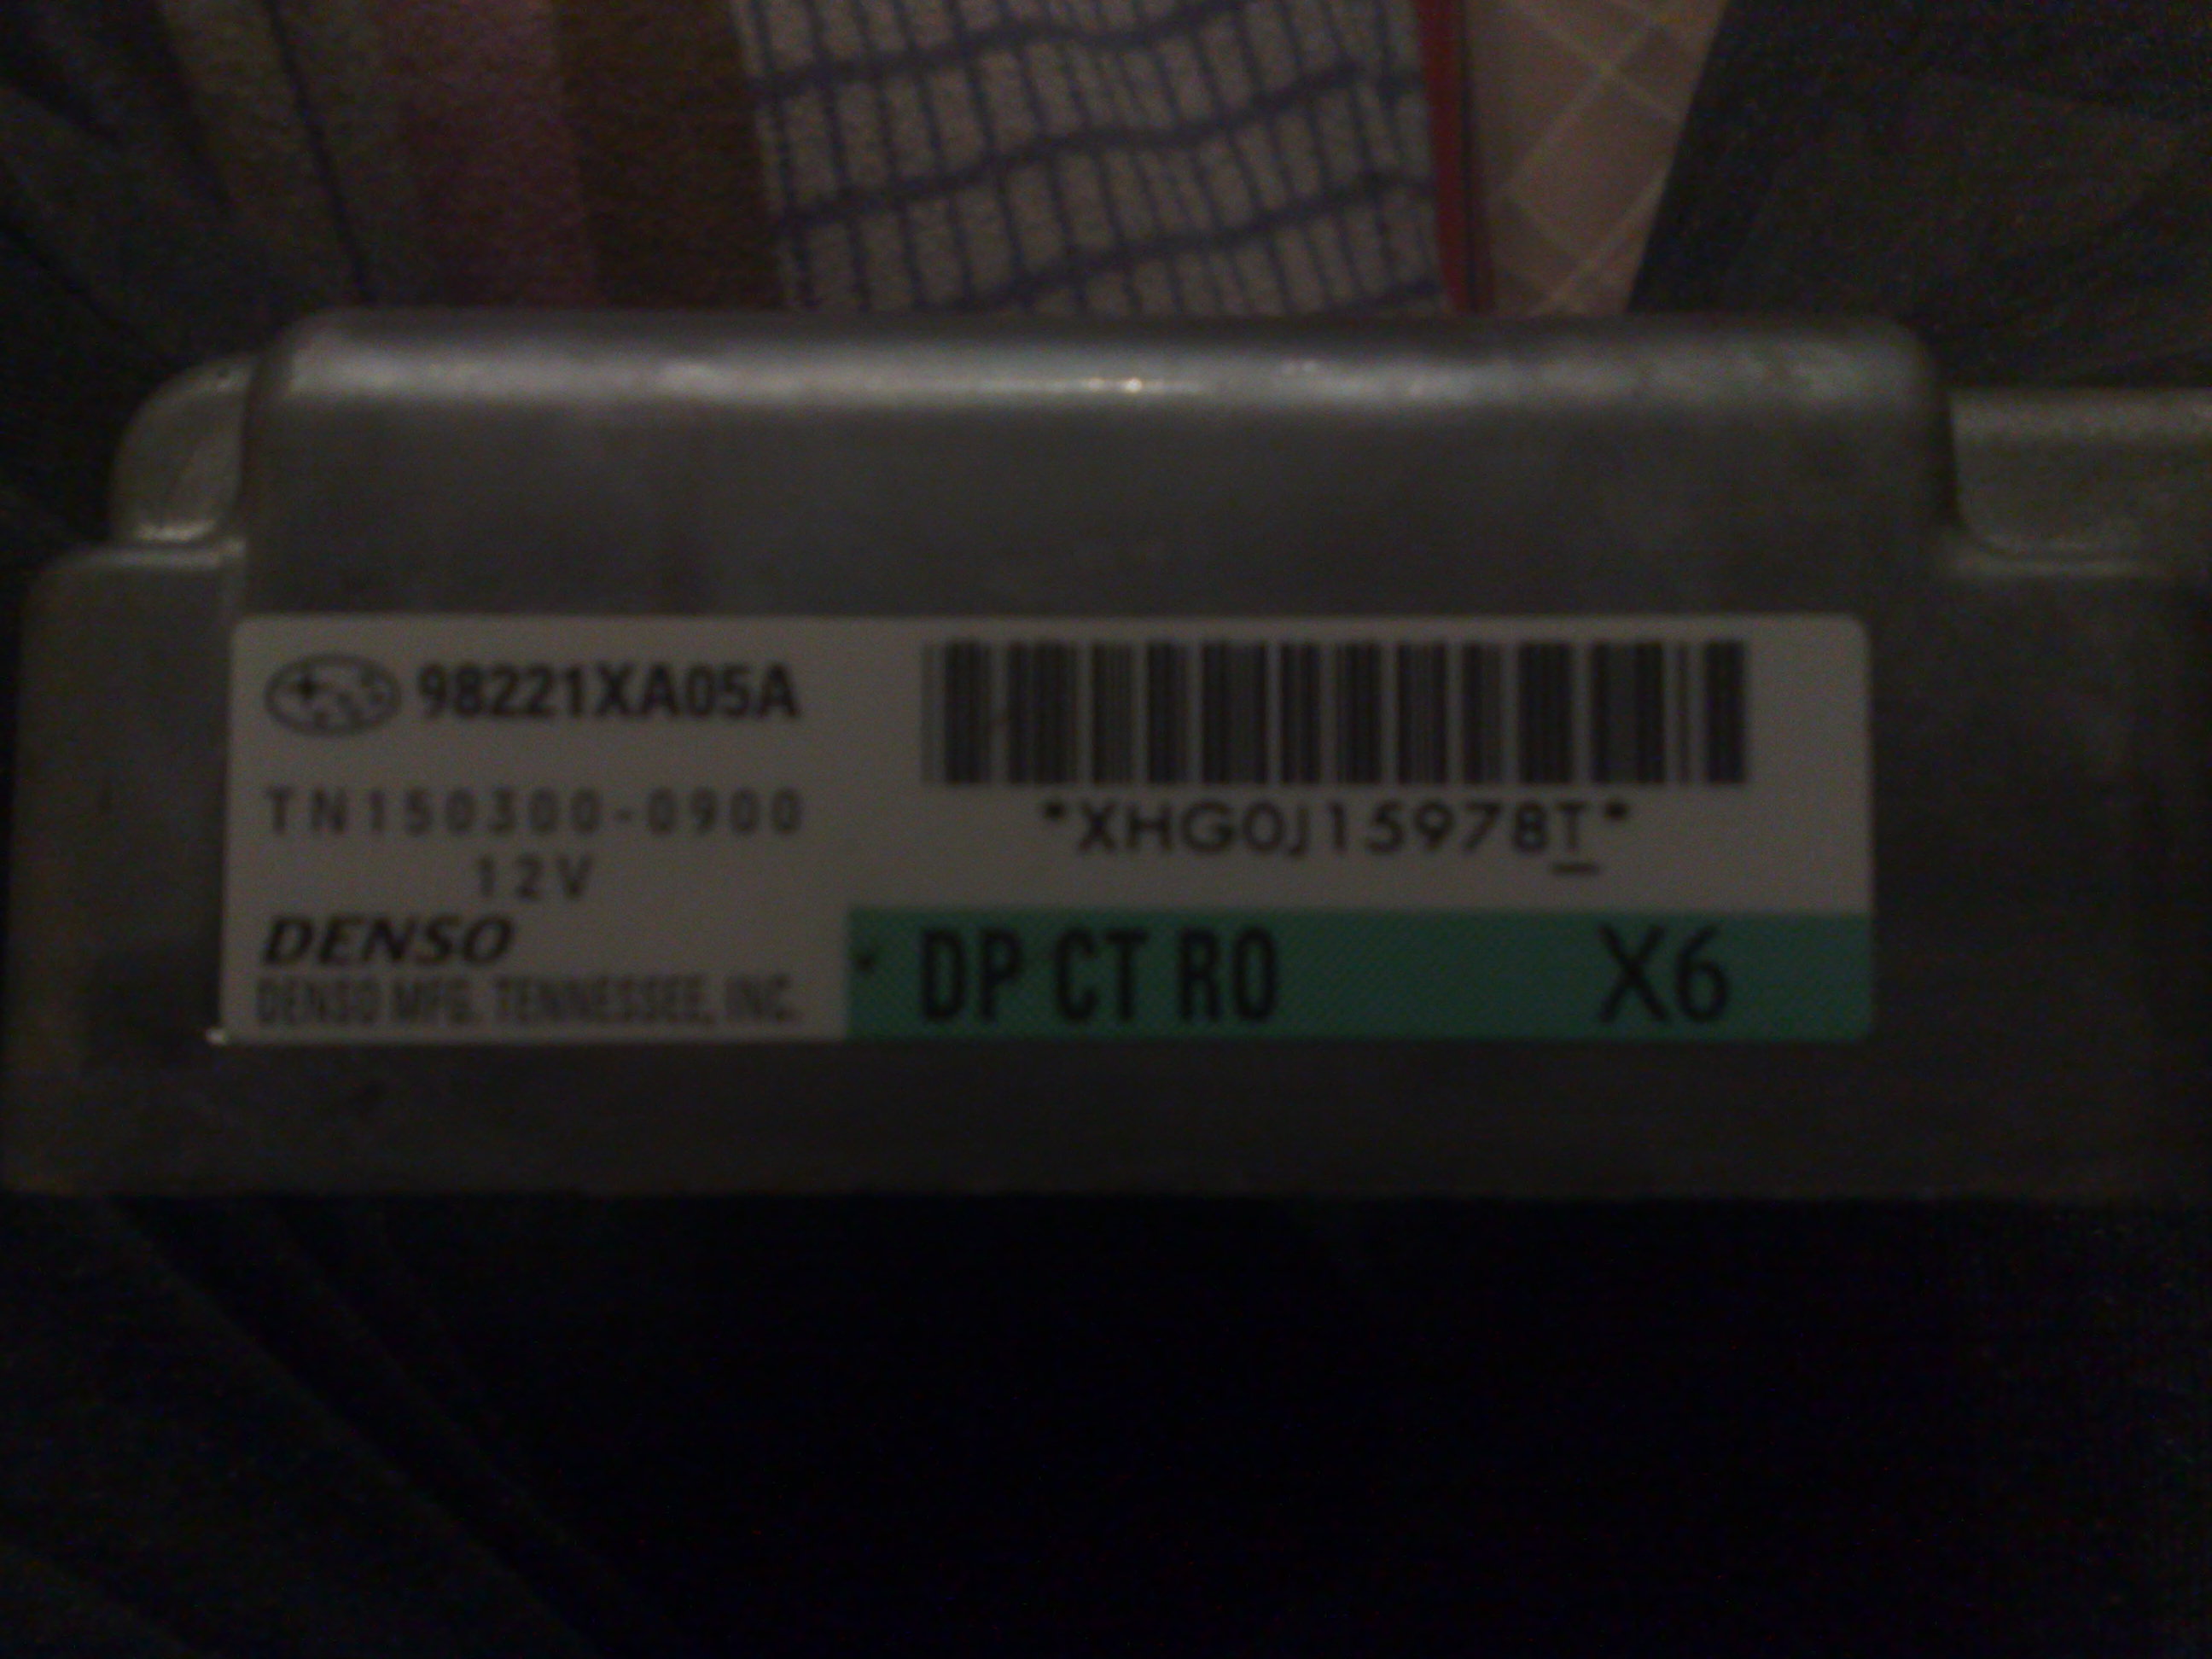 98221XA05A
TN150300-0900
12V
DENSO
DENSO MFG. TENNESSEE, INC.
*XHG0J15978T*
* DP CT R0 X6